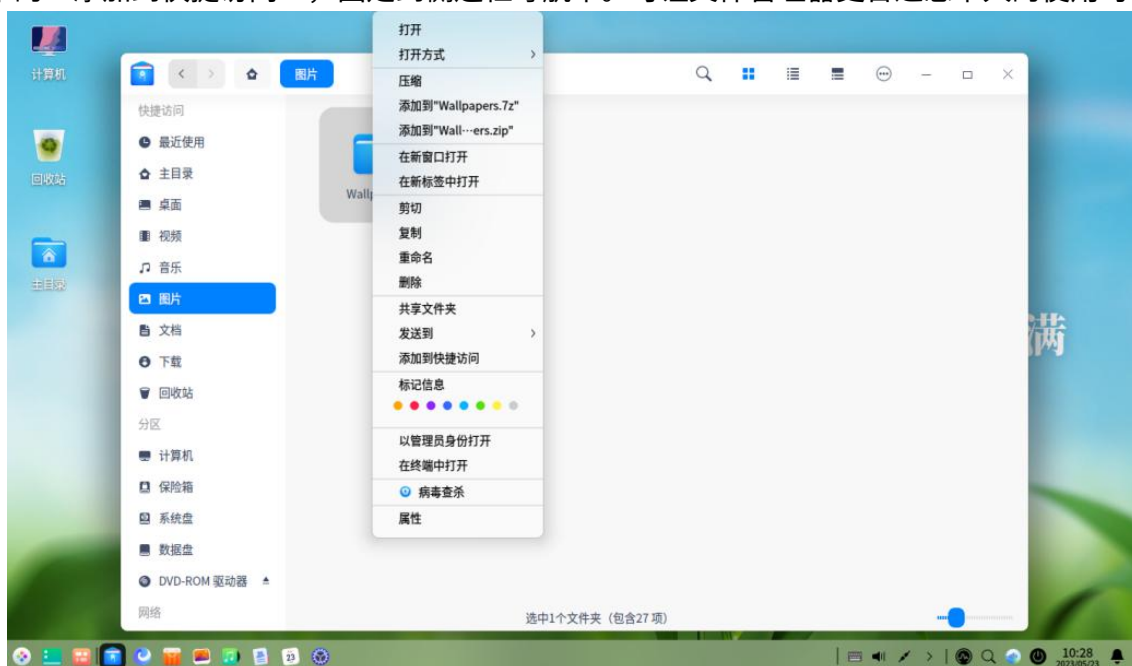 计算机
图片
快捷访问
最近使用
主目录
桌面
视频
音乐
图片
文档
下载
回收站
分区
计算机
保险箱
系统盘
数据盘
DVD-ROM 驱动器
网络
回收站
主目录
打开
打开方式
压缩
添加到"Wallpapers.7z"
添加到"Wall···ers.zip"
在新窗口打开
在新标签中打开
剪切
复制
重命名
删除
共享文件夹
发送到
添加到快捷访问
标记信息
以管理员身份打开
在终端中打开
病毒查杀
属性
满
选中1个文件夹（包含27 项）
23
10:28
2023/05/23